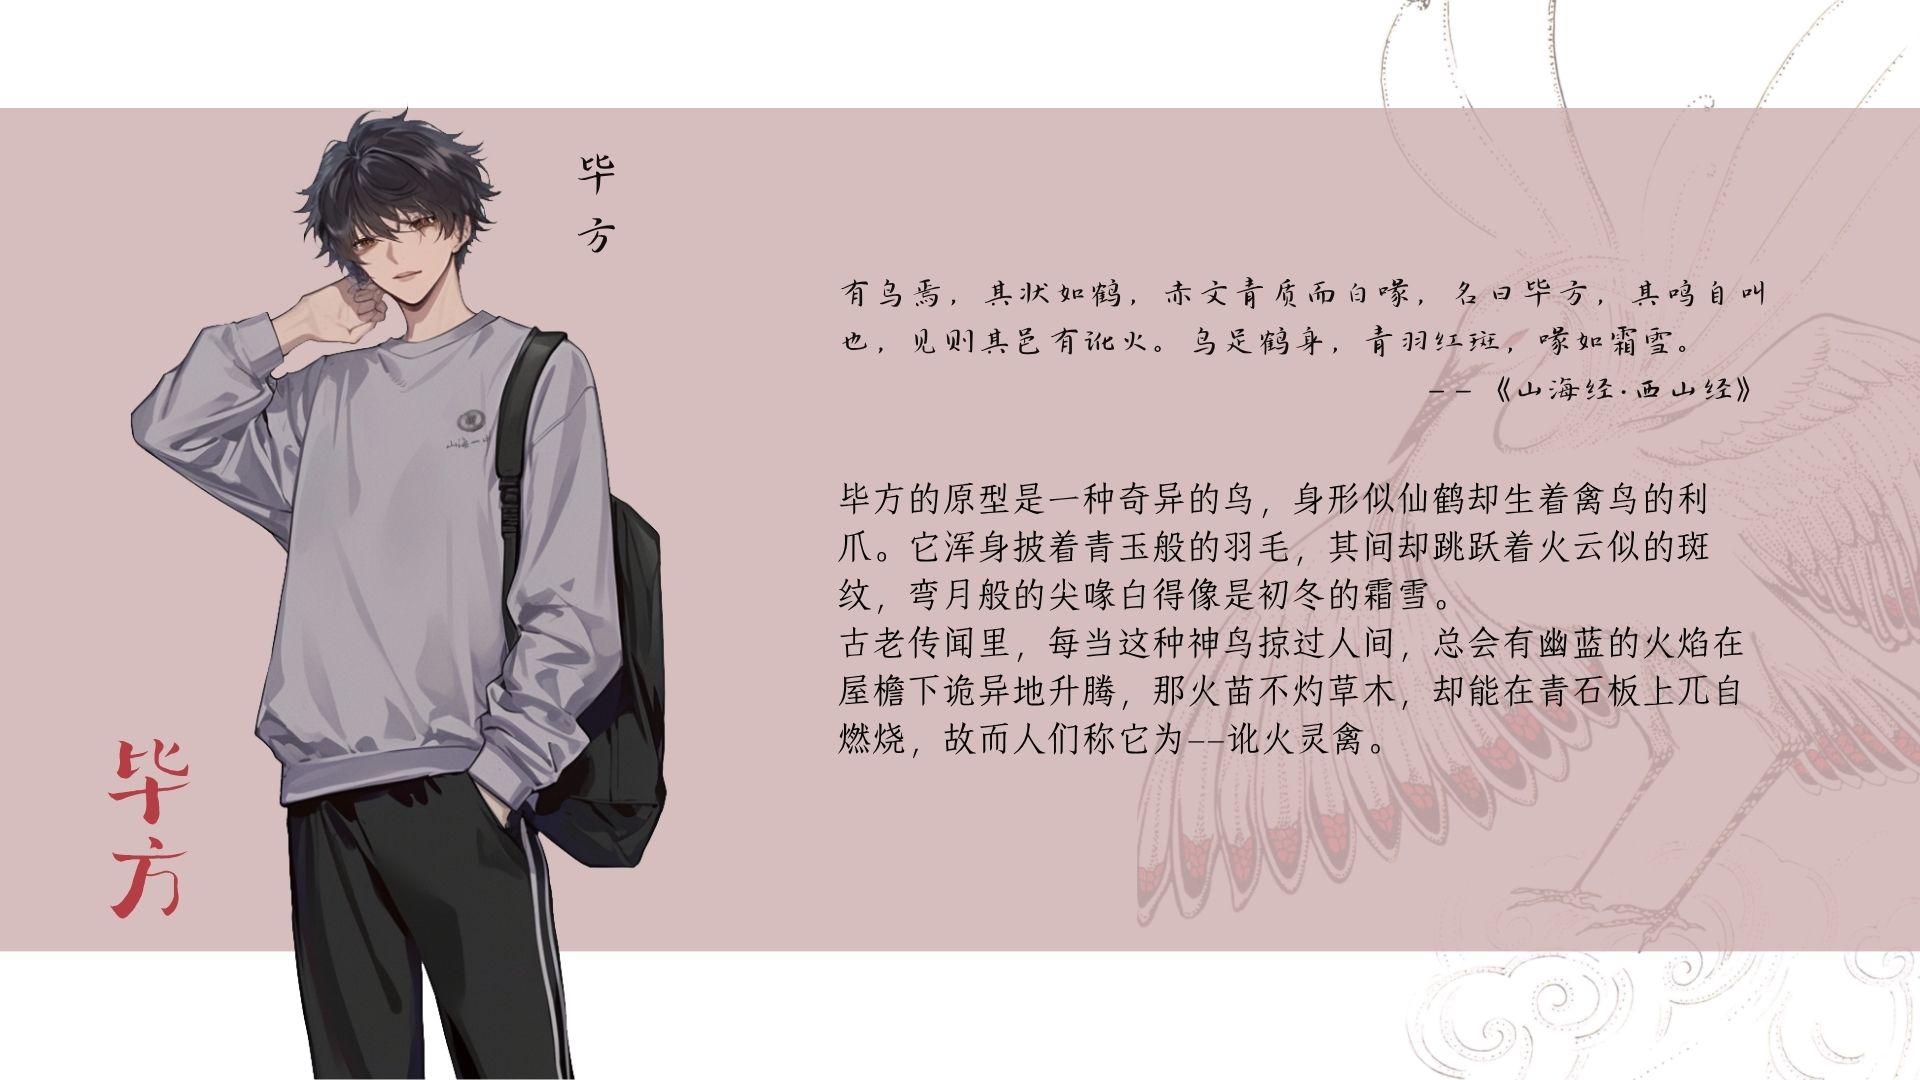 毕方
有鸟焉，其状如鹤，赤文青质而白喙，名曰毕方，其鸣自叫
也，见则其邑有讹火。鸟足鹤身，青羽红斑，喙如霜雪。
--《山海经·西山经》
毕方的原型是一种奇异的鸟，身形似仙鹤却生着禽鸟的利
爪。它浑身披着青玉般的羽毛，其间却跳跃着火云似的斑
纹，弯月般的尖喙白得像是初冬的霜雪。
古老传闻里，每当这种神鸟掠过人间，总会有幽蓝的火焰在
屋檐下诡异地升腾，那火苗不灼草木，却能在青石板上兀自
燃烧，故而人们称它为--讹火灵禽。
山海一中
毕方